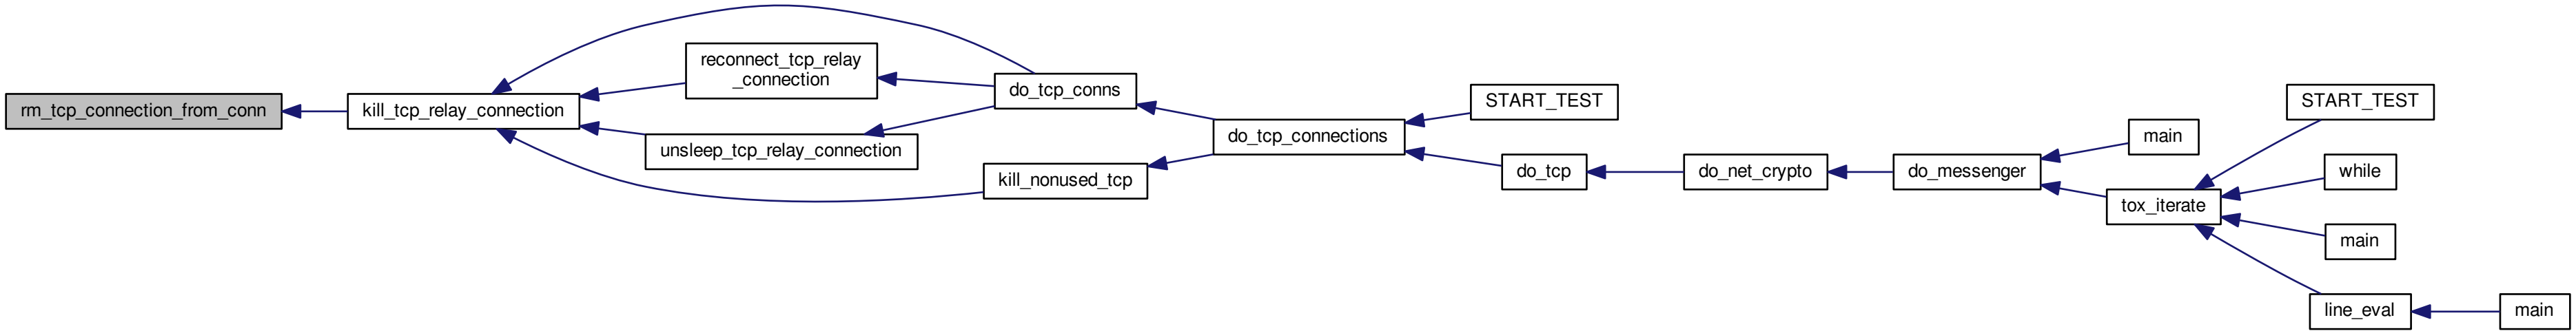 rm_tcp_connection_from_conn
kill_tcp_relay_connection
reconnect_tcp_relay
_connection
unsleep_tcp_relay_connection
do_tcp_conns
kill_nonused_tcp
do_tcp_connections
START_TEST
do_tcp
do_net_crypto
do_messenger
main
tox_iterate
START_TEST
while
main
line_eval
main